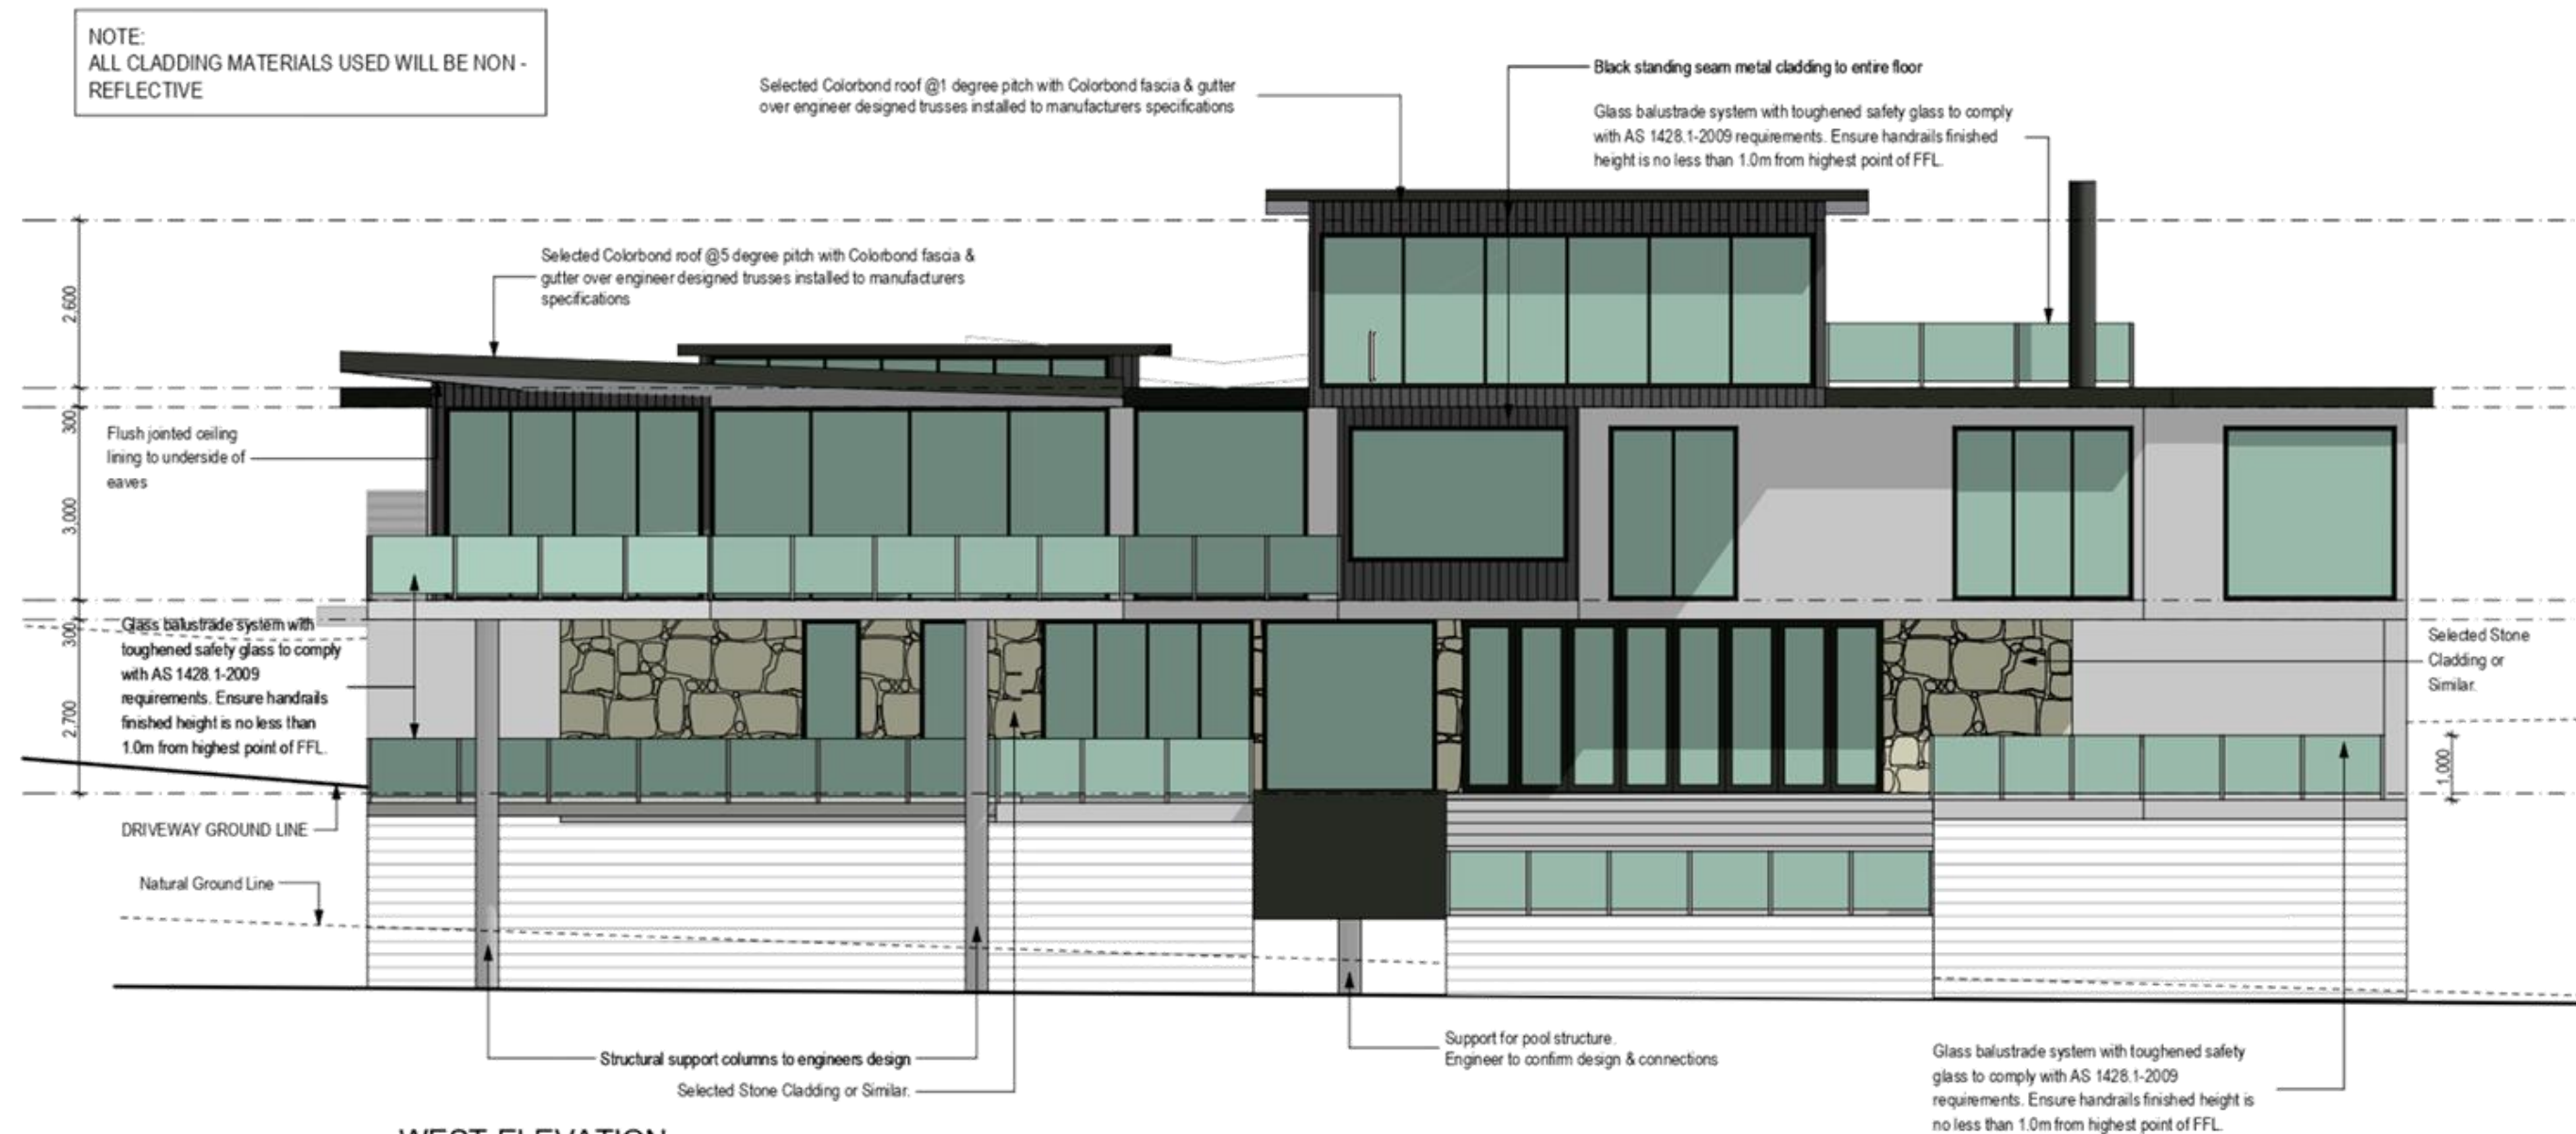 NOTE:
ALL CLADDING MATERIALS USED WILL BE NON -
REFLECTIVE
Selected Colorbond roof @1 degree pitch with Colorbond fascia & gutter
over engineer designed trusses installed to manufacturers specifications
Black standing seam metal cladding to entire floor
Glass balustrade system with toughened safety glass to comply
with AS 1428.1-2009 requirements. Ensure handrails finished
height is no less than 1.0m from highest point of FFL.
Selected Colorbond roof @5 degree pitch with Colorbond fascia &
gutter over engineer designed trusses installed to manufacturers
specifications
2,600
300
Flush jointed ceiling
lining to underside of
eaves
3,000
300
Glass balustrade system with
toughened safety glass to comply
with AS 1428.1-2009
requirements. Ensure handrails
finished height is no less than
1.0m from highest point of FFL.
2,700
Selected Stone
Cladding or
Similar.
1,000
DRIVEWAY GROUND LINE
Natural Ground Line
Structural support columns to engineers design
Selected Stone Cladding or Similar.
Support for pool structure.
Engineer to confirm design & connections
Glass balustrade system with toughened safety
glass to comply with AS 1428.1-2009
requirements. Ensure handrails finished height is
no less than 1.0m from highest point of FFL.
WEST ELEVATION